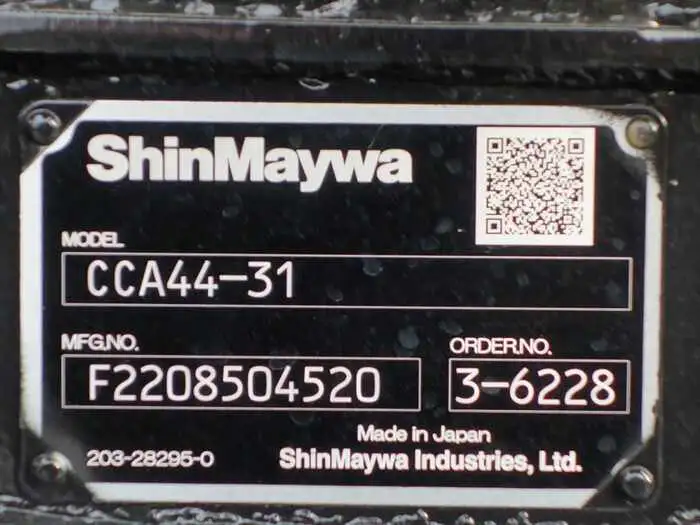 ShinMaywa
MODEL
CCA44-31
MFG.NO.
ORDER.NO.
F2208504520
3-6228
Made in Japan
203-28295-0
ShinMaywa Industries, Ltd.